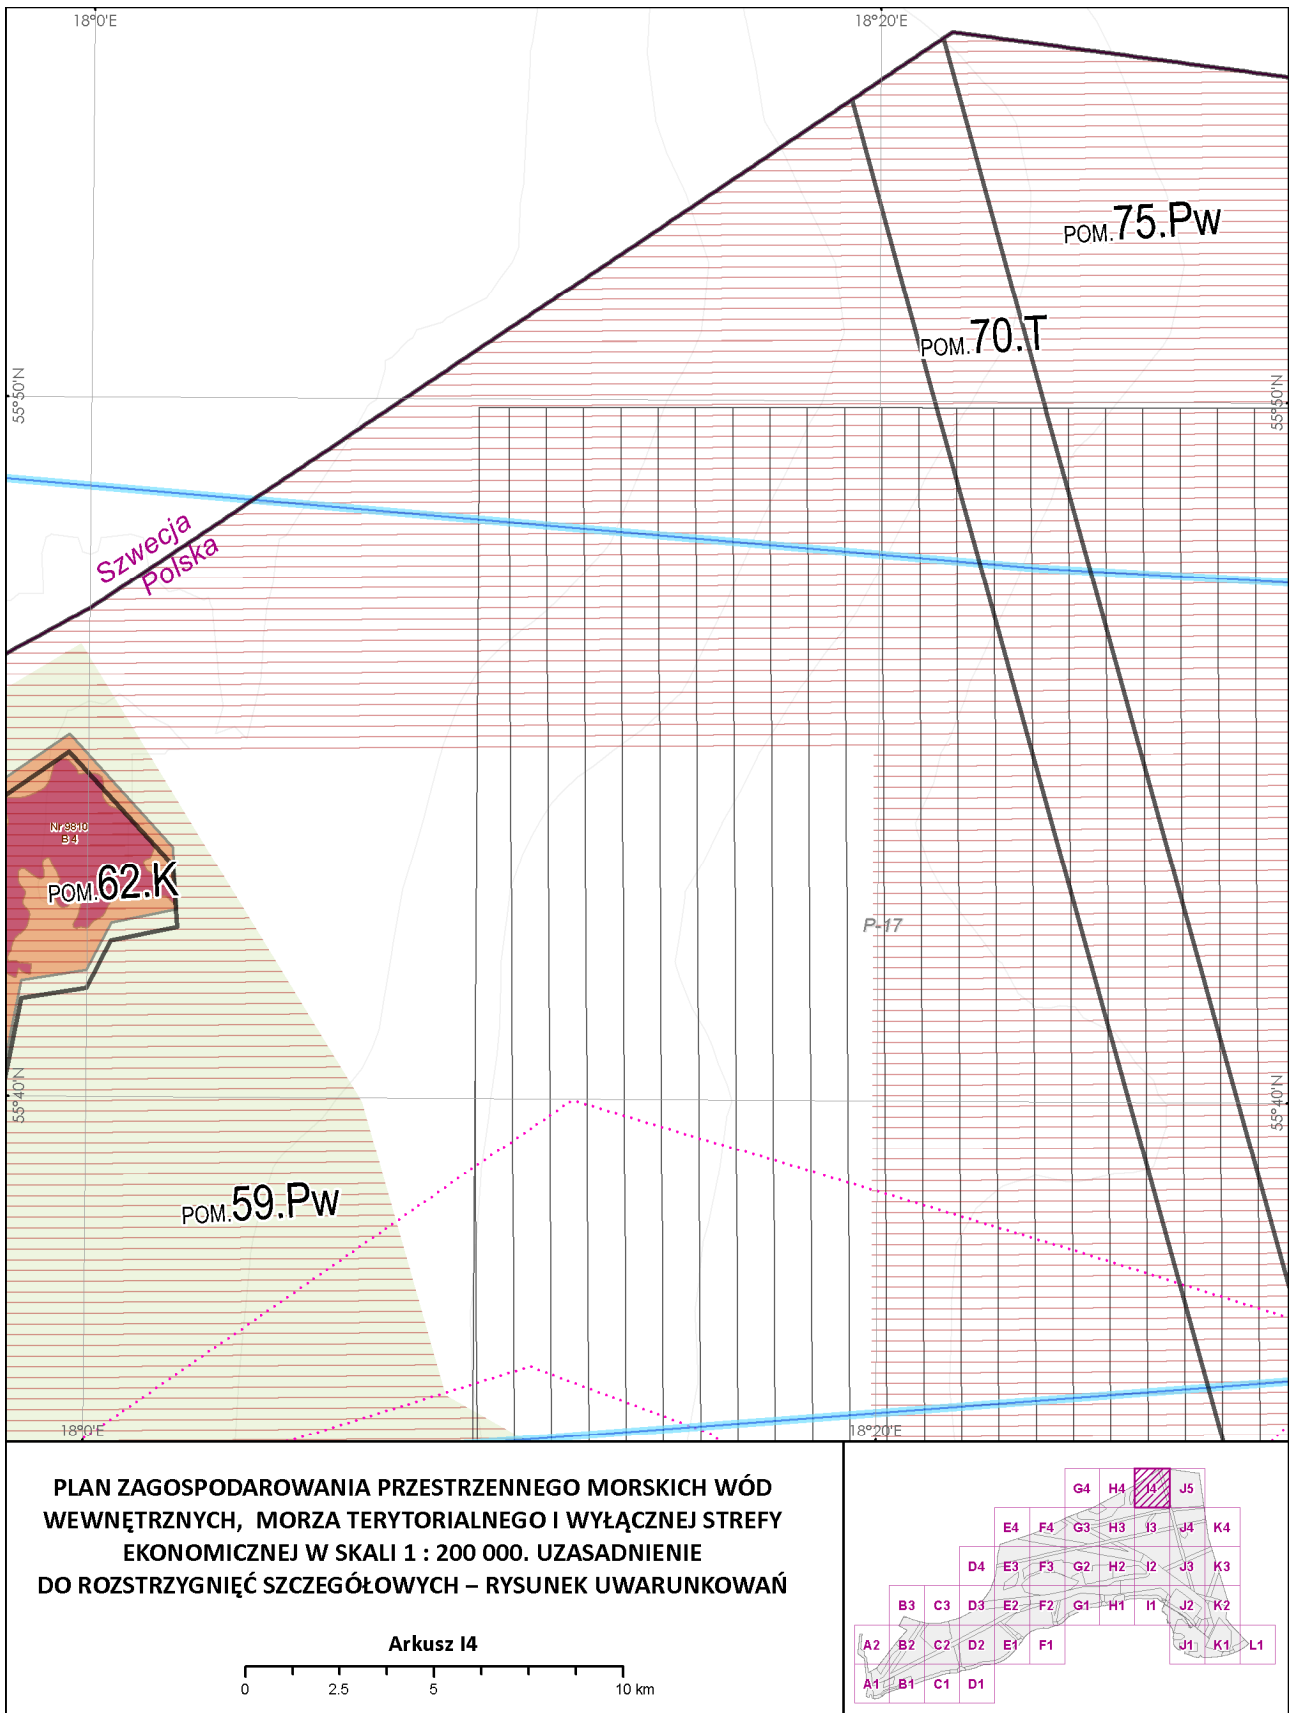 18°0'E
18°20'E
POM.75.Pw
POM.70.T
55°50'N
55°50'N
Szwecja
Polska
Nr9810
B 4
POM.62.K
P-17
55°40'N
55°40'N
POM.59.Pw
18°0'E
18°20'E
PLAN ZAGOSPODAROWANIA PRZESTRZENNEGO MORSKICH WÓD
WEWNĘTRZNYCH, MORZA TERYTORIALNEGO I WYŁĄCZNEJ STREFY
EKONOMICZNEJ W SKALI 1 : 200 000. UZASADNIENIE
DO ROZSTRZYGNIĘĆ SZCZEGÓŁOWYCH – RYSUNEK UWARUNKOWAŃ
Arkusz I4
0 2.5 5 10 km
G4 H4 I4 J5
E4 F4 G3 H3 I3 J4 K4
D4 E3 F3 G2 H2 I2 J3 K3
B3 C3 D3 E2 F2 G1 H1 I1 J2 K2
A2 B2 C2 D2 E1 F1 J1 K1 L1
A1 B1 C1 D1